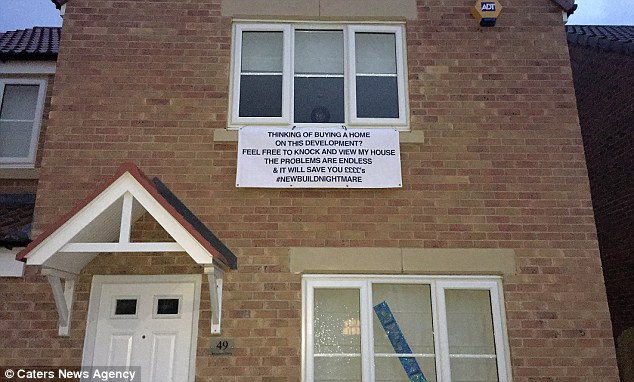 ADT
THINKING OF BUYING A HOME
ON THIS DEVELOPMENT?
FEEL FREE TO KNOCK AND VIEW MY HOUSE
THE PROBLEMS ARE ENDLESS
& IT WILL SAVE YOU ££££'s
#NEWBUILDNIGHTMARE
49
© Caters News Agency